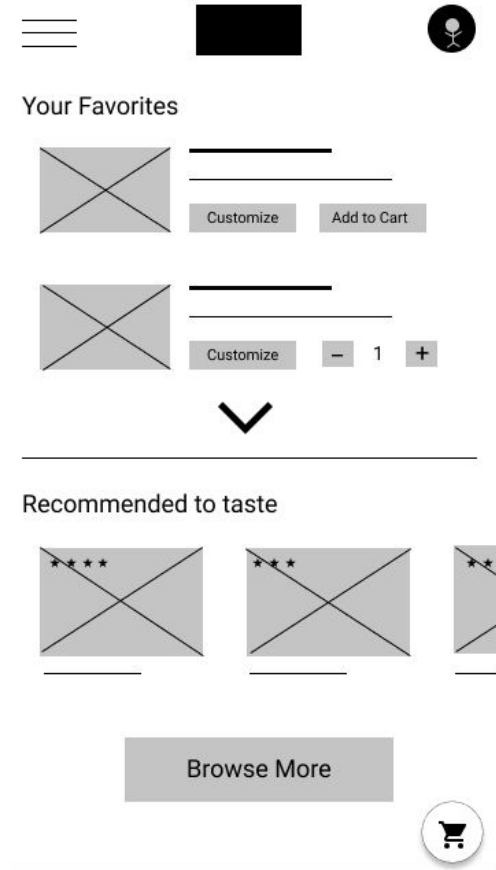 Your Favorites
Customize Add to Cart
Customize – 1 +
Recommended to taste
★ ★ ★ ★ ★ ★ ★ ★ ★
Browse More